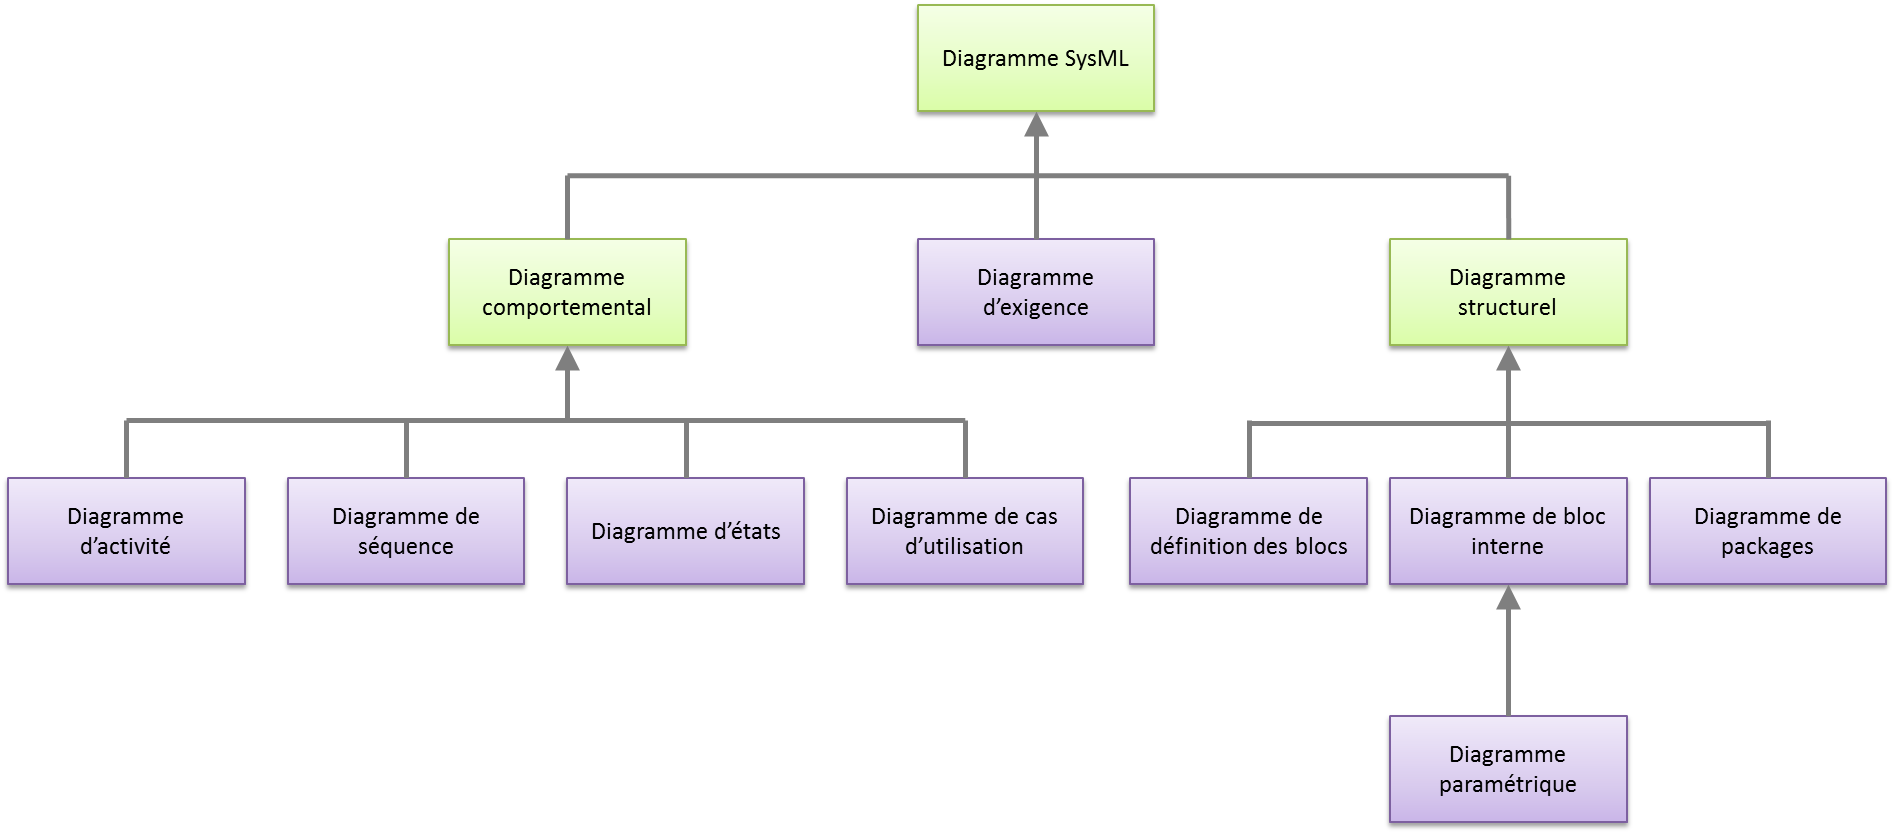 Diagramme SysML
Diagramme
comportemental
Diagramme
d’exigence
Diagramme
structurel
Diagramme
d’activité
Diagramme de
séquence
Diagramme d’états
Diagramme de cas
d’utilisation
Diagramme de
définition des blocs
Diagramme de bloc
interne
Diagramme de
packages
Diagramme
paramétrique